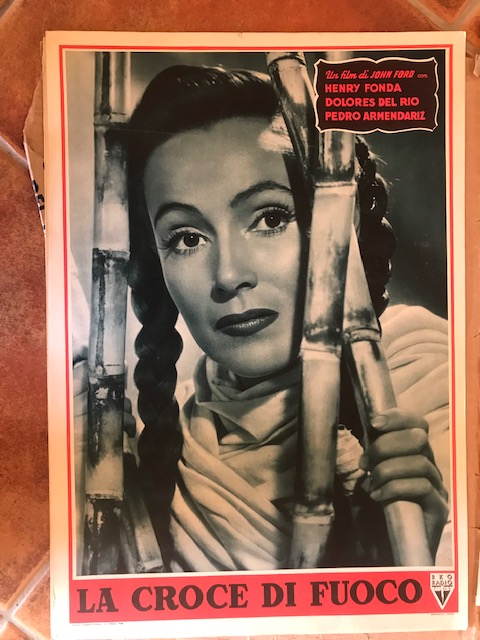 Un film di JOHN FORD con
HENRY FONDA
DOLORES DEL RIO
PEDRO ARMENDARIZ
LA CROCE DI FUOCO
RKO
RADIO